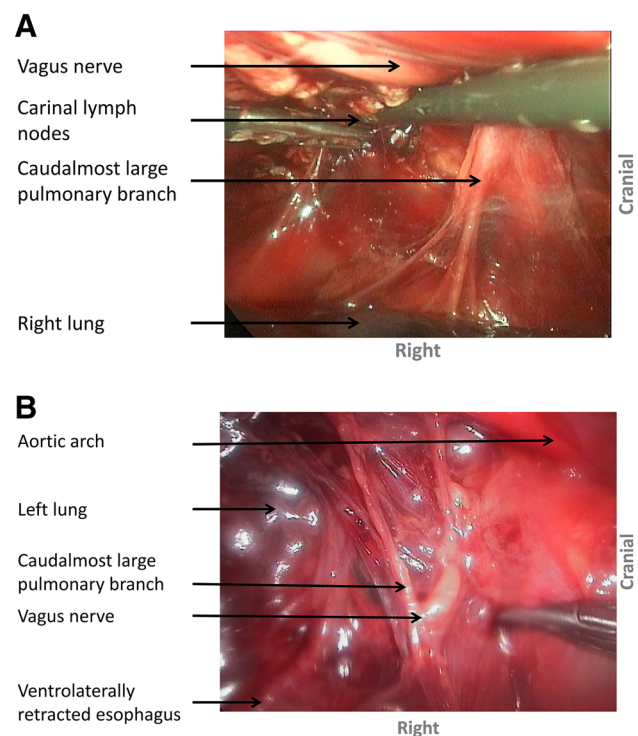 A
Vagus nerve
Carinal lymph
nodes
Caudalmost large
pulmonary branch
Right lung
Cranial
Right
B
Aortic arch
Left lung
Caudalmost large
pulmonary branch
Vagus nerve
Ventrolaterally
retracted esophagus
Cranial
Right